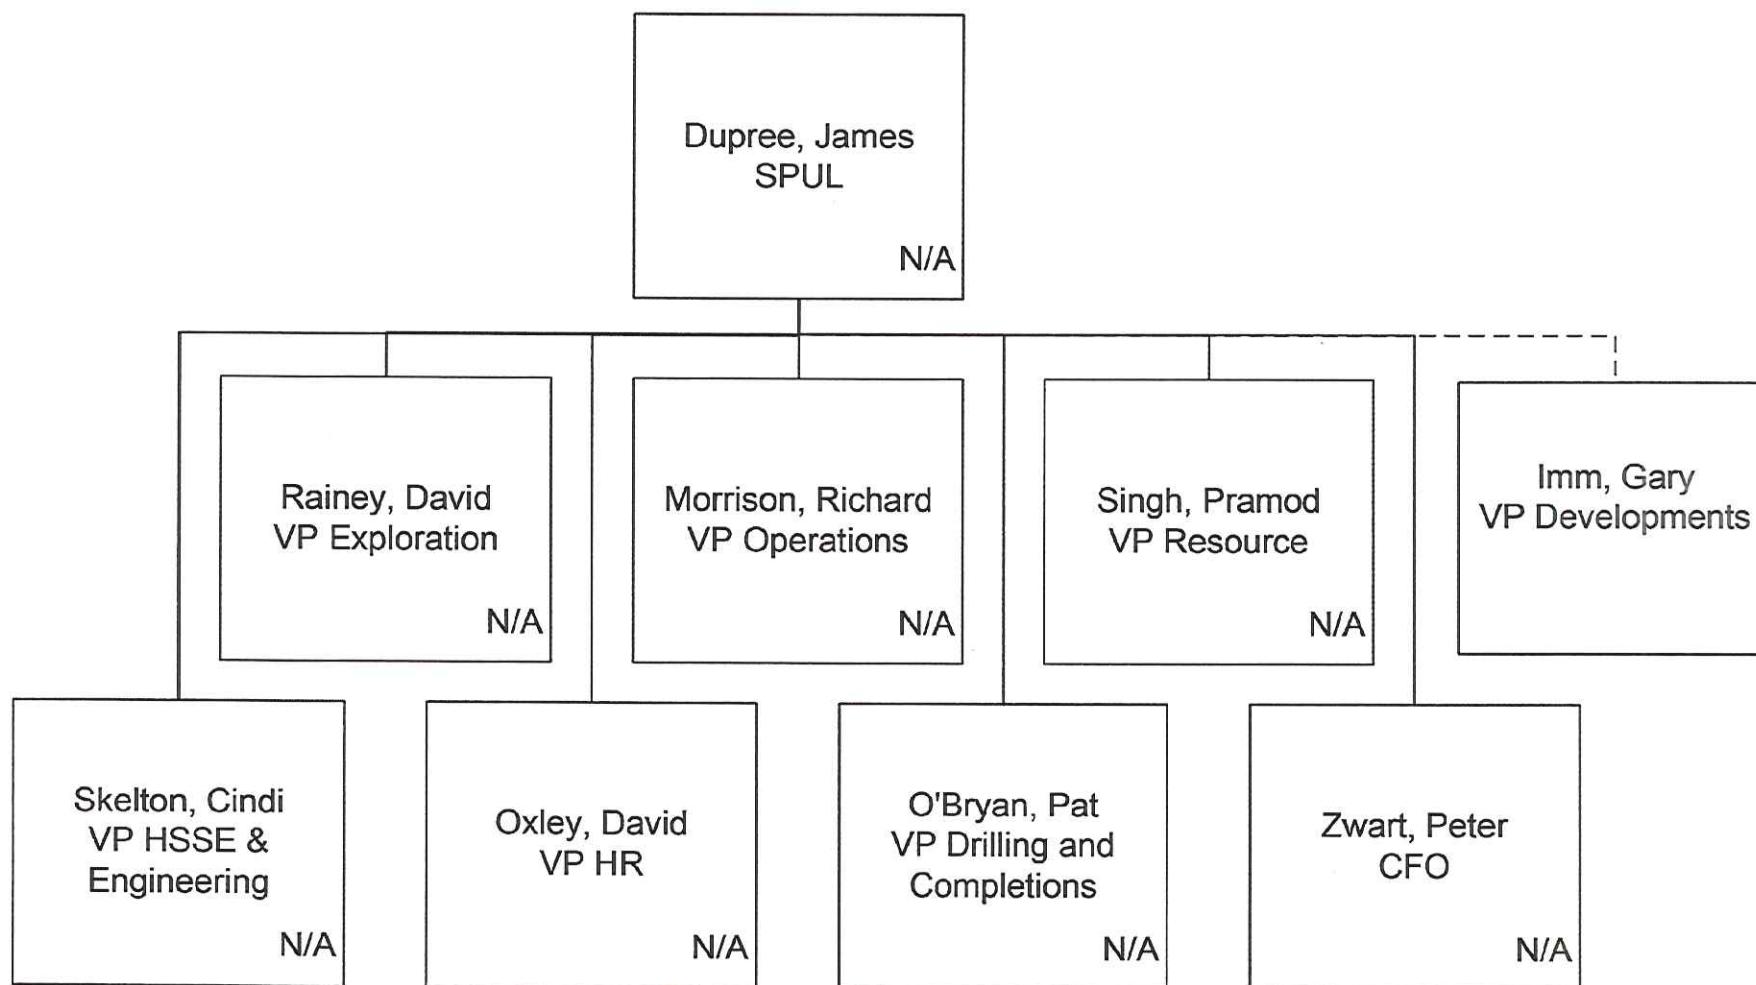 Dupree, James
SPUL
N/A
Rainey, David
VP Exploration
N/A
Morrison, Richard
VP Operations
N/A
Singh, Pramod
VP Resource
N/A
Imm, Gary
VP Developments
Skelton, Cindi
VP HSSE &
Engineering
N/A
Oxley, David
VP HR
N/A
O'Bryan, Pat
VP Drilling and
Completions
N/A
Zwart, Peter
CFO
N/A